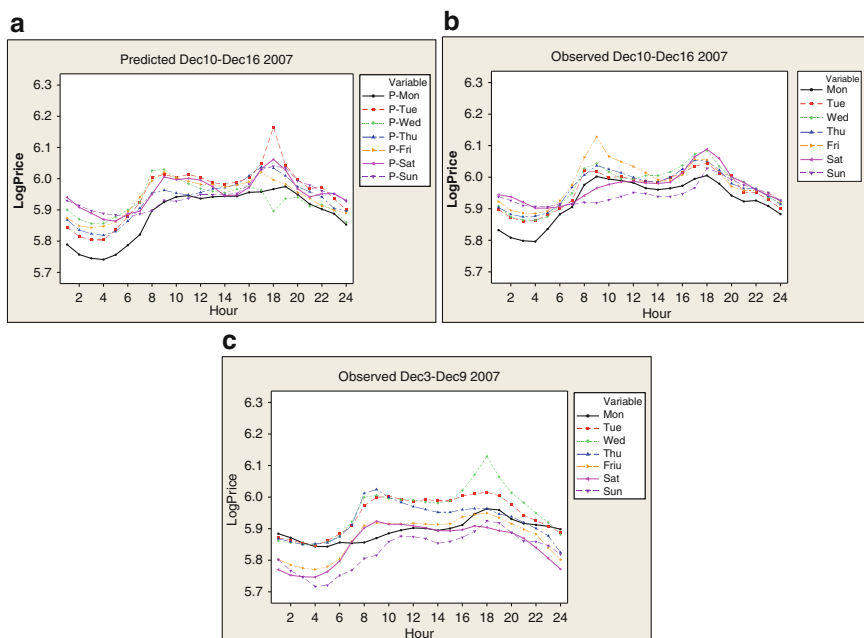 a
Predicted Dec10-Dec16 2007
LogPrice
6.3
6.2
6.1
6.0
5.9
5.8
5.7
2 4 6 8 10 12 14 16 18 20 22 24
Hour
Variable
P-Mon
P-Tue
P-Wed
P-Thu
P-Fri
P-Sat
P-Sun
b
Observed Dec10-Dec16 2007
LogPrice
6.3
6.2
6.1
6.0
5.9
5.8
5.7
2 4 6 8 10 12 14 16 18 20 22 24
Hour
Variable
Mon
Tue
Wed
Thu
Fri
Sat
Sun
c
Observed Dec3-Dec9 2007
LogPrice
6.3
6.2
6.1
6.0
5.9
5.8
5.7
2 4 6 8 10 12 14 16 18 20 22 24
Hour
Variable
Mon
Tue
Wed
Thu
Friu
Sat
Sun